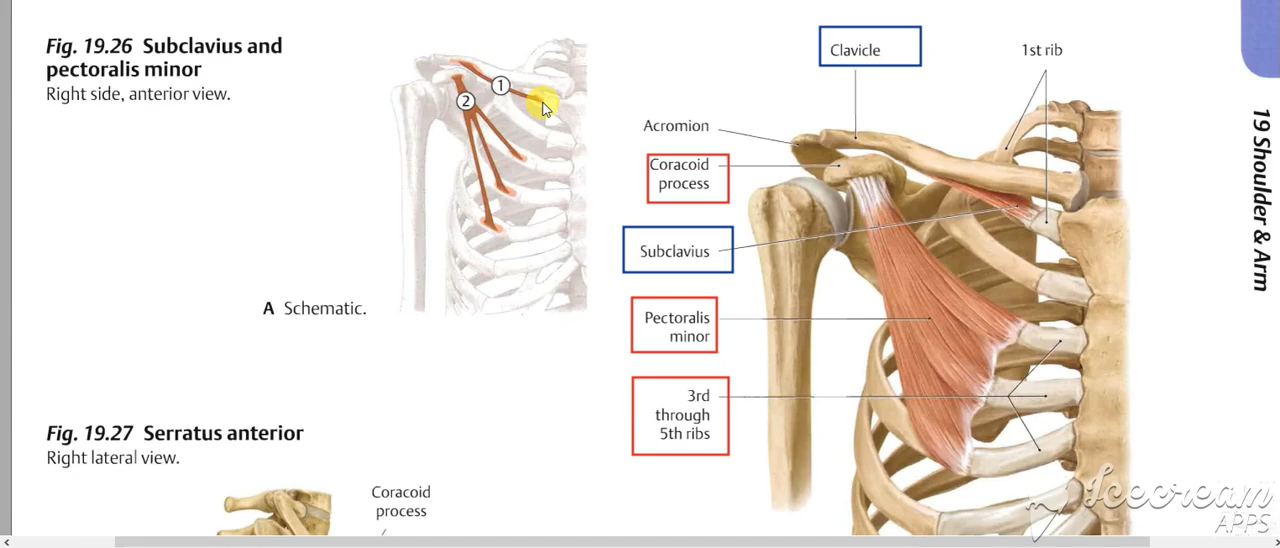 Fig. 19.26 Subclavius and
pectoralis minor
Right side, anterior view.
1
2
A Schematic.
Fig. 19.27 Serratus anterior
Right lateral view.
Coracoid
process
Clavicle
1st rib
Acromion
Coracoid
process
Subclavius
Pectoralis
minor
3rd
through
5th ribs
19 Shoulder & Arm
Icecream
APPS